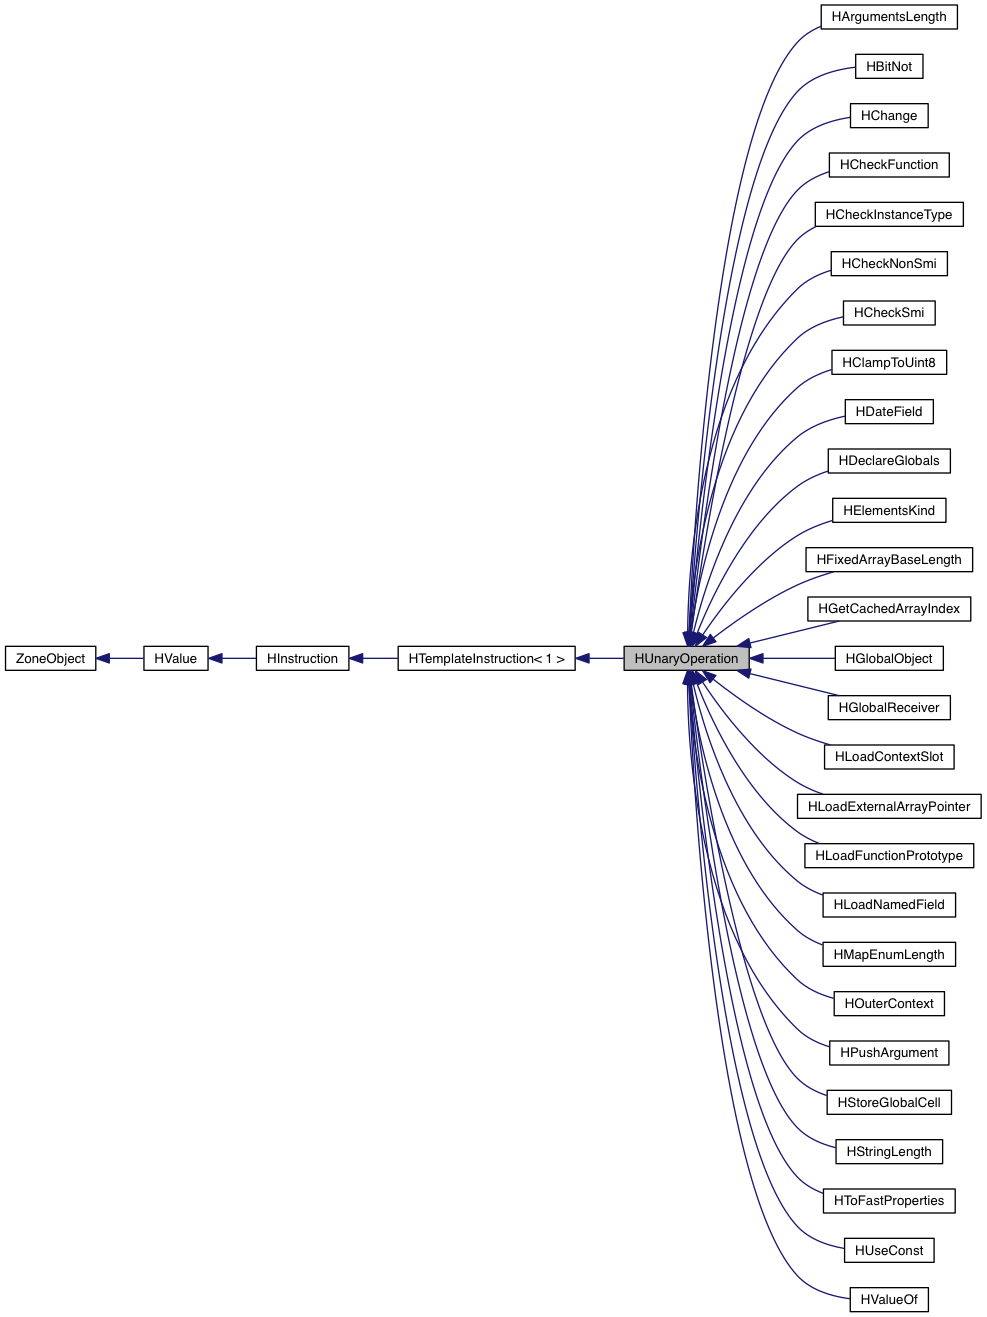 HArgumentsLength
HBitNot
HChange
HCheckFunction
HCheckInstanceType
HCheckNonSmi
HCheckSmi
HClampToUint8
HDateField
HDeclareGlobals
HElementsKind
HFixedArrayBaseLength
HGetCachedArrayIndex
ZoneObject HValue HInstruction HTemplateInstruction< 1 > HUnaryOperation HGlobalObject
HGlobalReceiver
HLoadContextSlot
HLoadExternalArrayPointer
HLoadFunctionPrototype
HLoadNamedField
HMapEnumLength
HOuterContext
HPushArgument
HStoreGlobalCell
HStringLength
HToFastProperties
HUseConst
HValueOf